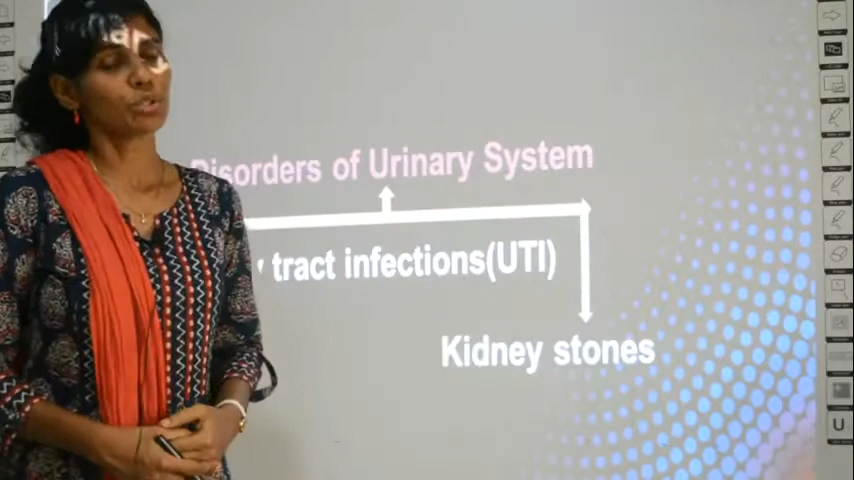 Disorders of Urinary System
tract infections(UTI)
Kidney stones